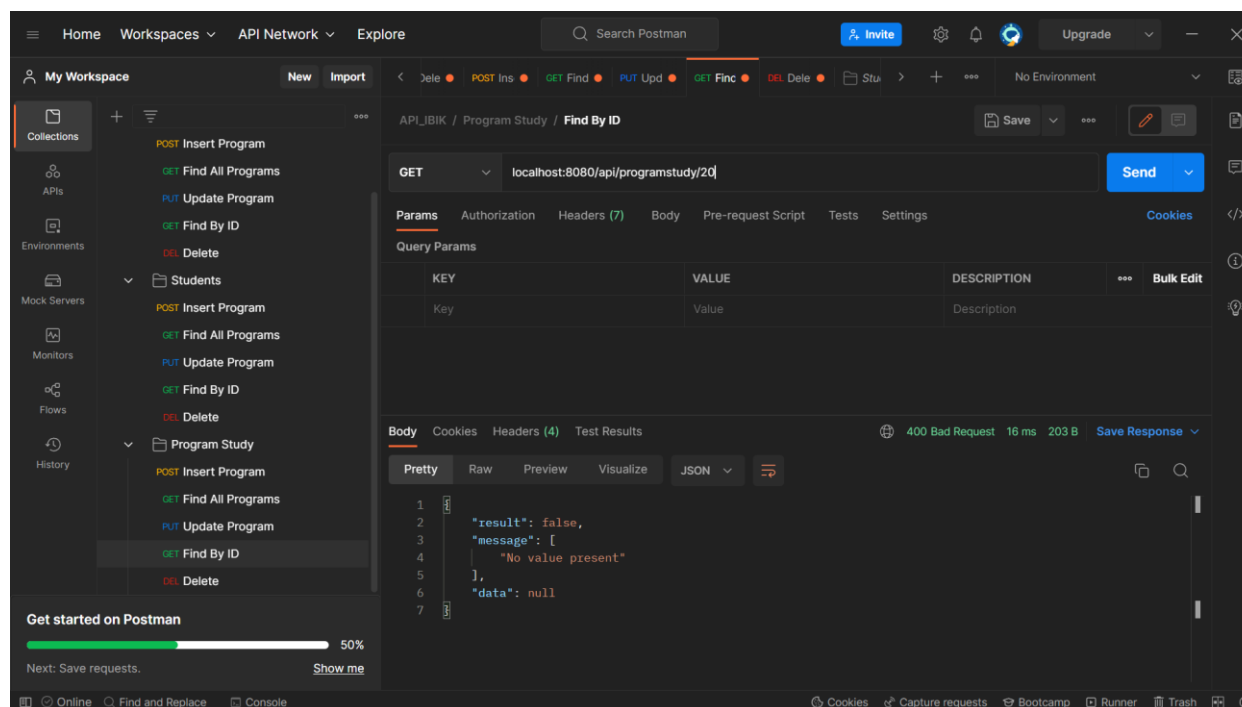 Home Workspaces API Network Explore Search Postman Invite Upgrade
My Workspace New Import
Dele POST Ins GET Find PUT Upd GET Finc DEL Dele Stu No Environment
Collections
APIs
Environments
Mock Servers
Monitors
Flows
History
POST Insert Program
GET Find All Programs
PUT Update Program
GET Find By ID
DEL Delete
Students
POST Insert Program
GET Find All Programs
PUT Update Program
GET Find By ID
DEL Delete
Program Study
POST Insert Program
GET Find All Programs
PUT Update Program
GET Find By ID
DEL Delete
Get started on Postman
50%
Next: Save requests. Show me
API_IBIK / Program Study / Find By ID Save
GET localhost:8080/api/programstudy/20 Send
Params Authorization Headers (7) Body Pre-request Script Tests Settings Cookies
Query Params
KEY VALUE DESCRIPTION Bulk Edit
Key Value Description
Body Cookies Headers (4) Test Results 400 Bad Request 16 ms 203 B Save Response
Pretty Raw Preview Visualize JSON
1 {
2 "result": false,
3 "message": [
4 "No value present"
5 ],
6 "data": null
7 }
Online Find and Replace Console Cookies Capture requests Bootcamp Runner Trash